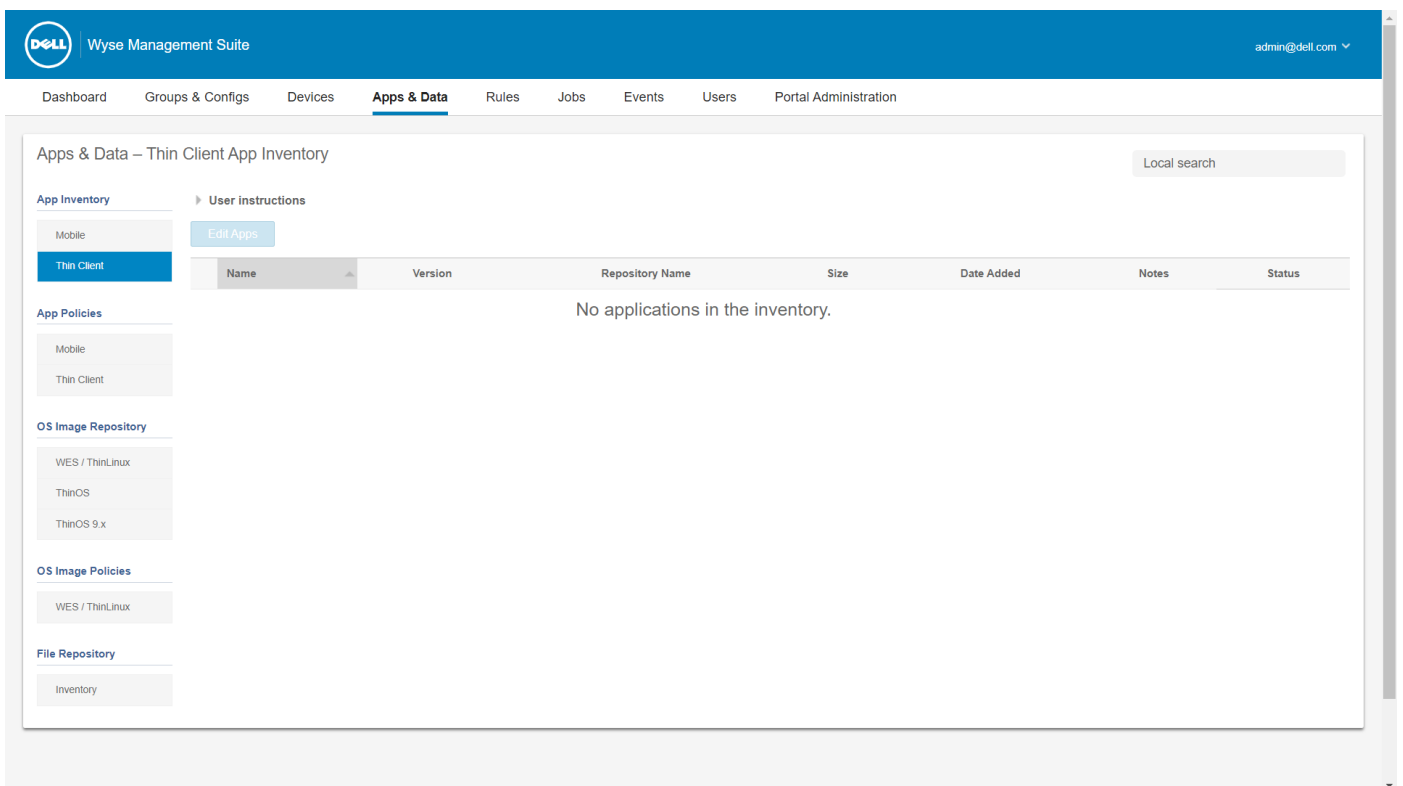 DELL
Wyse Management Suite
admin@dell.com
Dashboard Groups & Configs Devices Apps & Data Rules Jobs Events Users Portal Administration
Apps & Data – Thin Client App Inventory
Local search
App Inventory
Mobile
Thin Client
App Policies
Mobile
Thin Client
OS Image Repository
WES / ThinLinux
ThinOS
ThinOS 9.x
OS Image Policies
WES / ThinLinux
File Repository
Inventory
User instructions
Edit Apps
Name Version Repository Name Size Date Added Notes Status
No applications in the inventory.